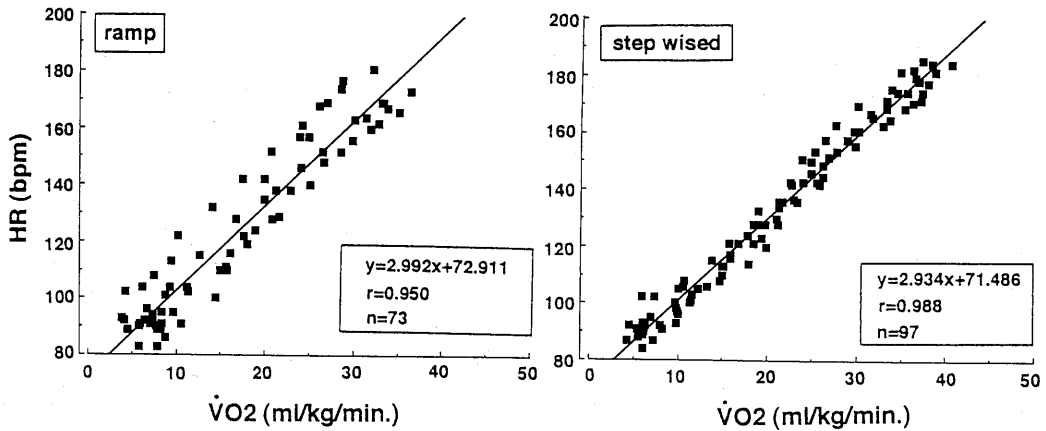 ramp
HR (bpm)
200
180
160
140
120
100
80
y=2.992x+72.911
r=0.950
n=73
0 10 20 30 40 50
V̇O2 (ml/kg/min.)
step wised
200
180
160
140
120
100
80
y=2.934x+71.486
r=0.988
n=97
0 10 20 30 40 50
V̇O2 (ml/kg/min.)